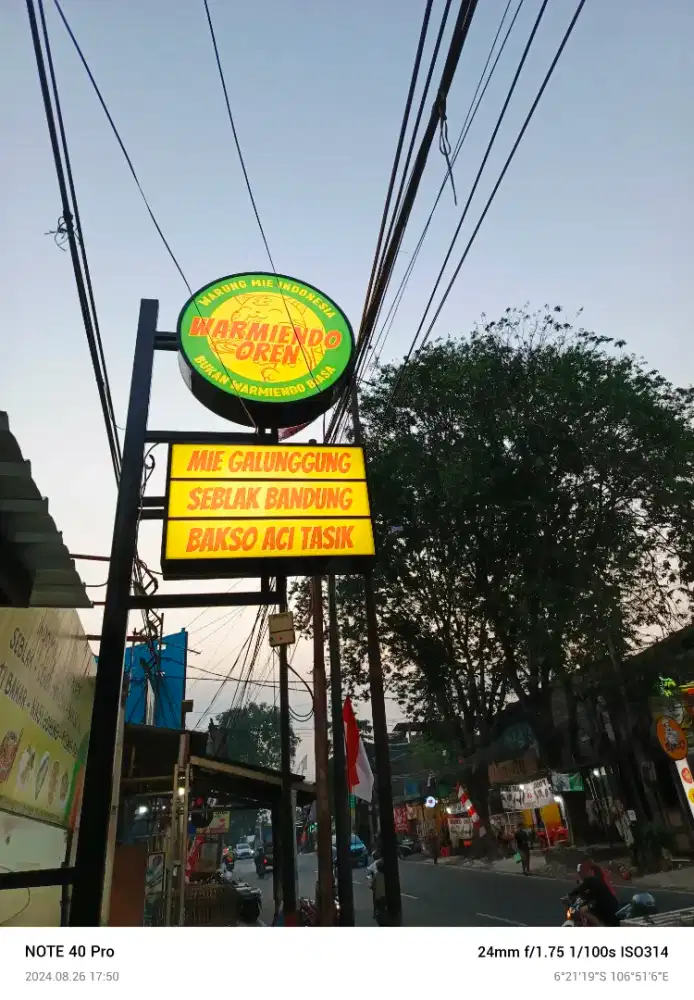 WARUNG MIE INDONESIA
WARMIENDO
OREN
BUKAN WARMIENDO BIASA
MIE GALUNGGUNG
SEBLAK BANDUNG
BAKSO ACI TASIK
SEBLAK
NOTE 40 Pro
24mm f/1.75 1/100s ISO314
2024.08.26 17:50
6°21'19"S 106°51'6"E